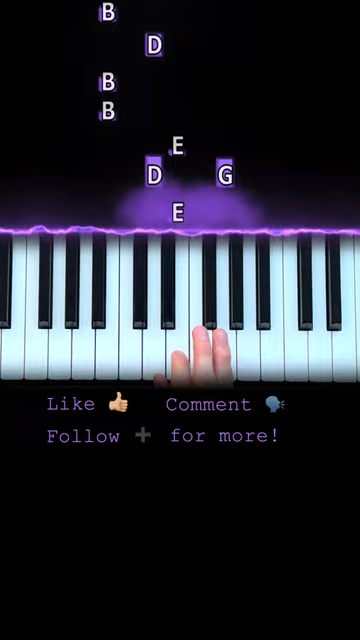 B
D
B
B
E
D G
E
Like 👍🏼 Comment 🗣
Follow ➕ for more!